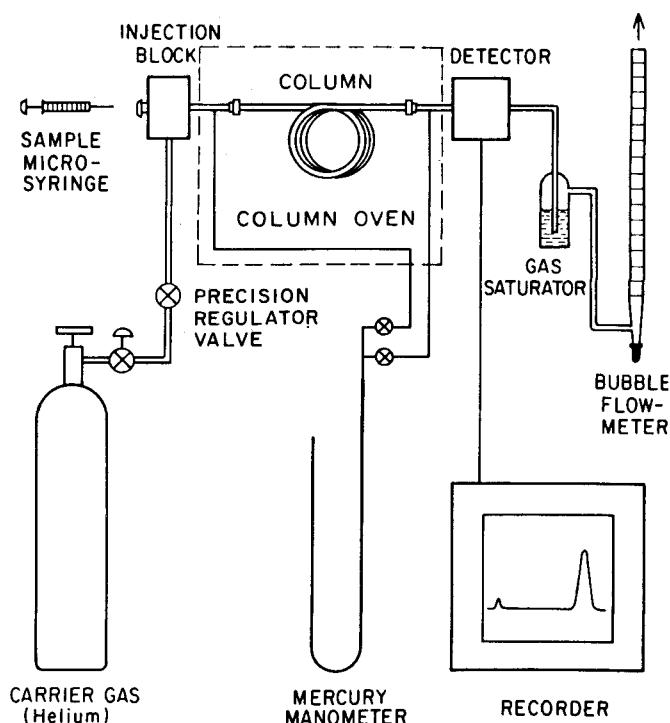 INJECTION
BLOCK
COLUMN
DETECTOR
SAMPLE
MICRO-
SYRINGE
COLUMN OVEN
GAS
SATURATOR
PRECISION
REGULATOR
VALVE
BUBBLE
FLOW-
METER
CARRIER GAS
(Helium)
MERCURY
MANOMETER
RECORDER